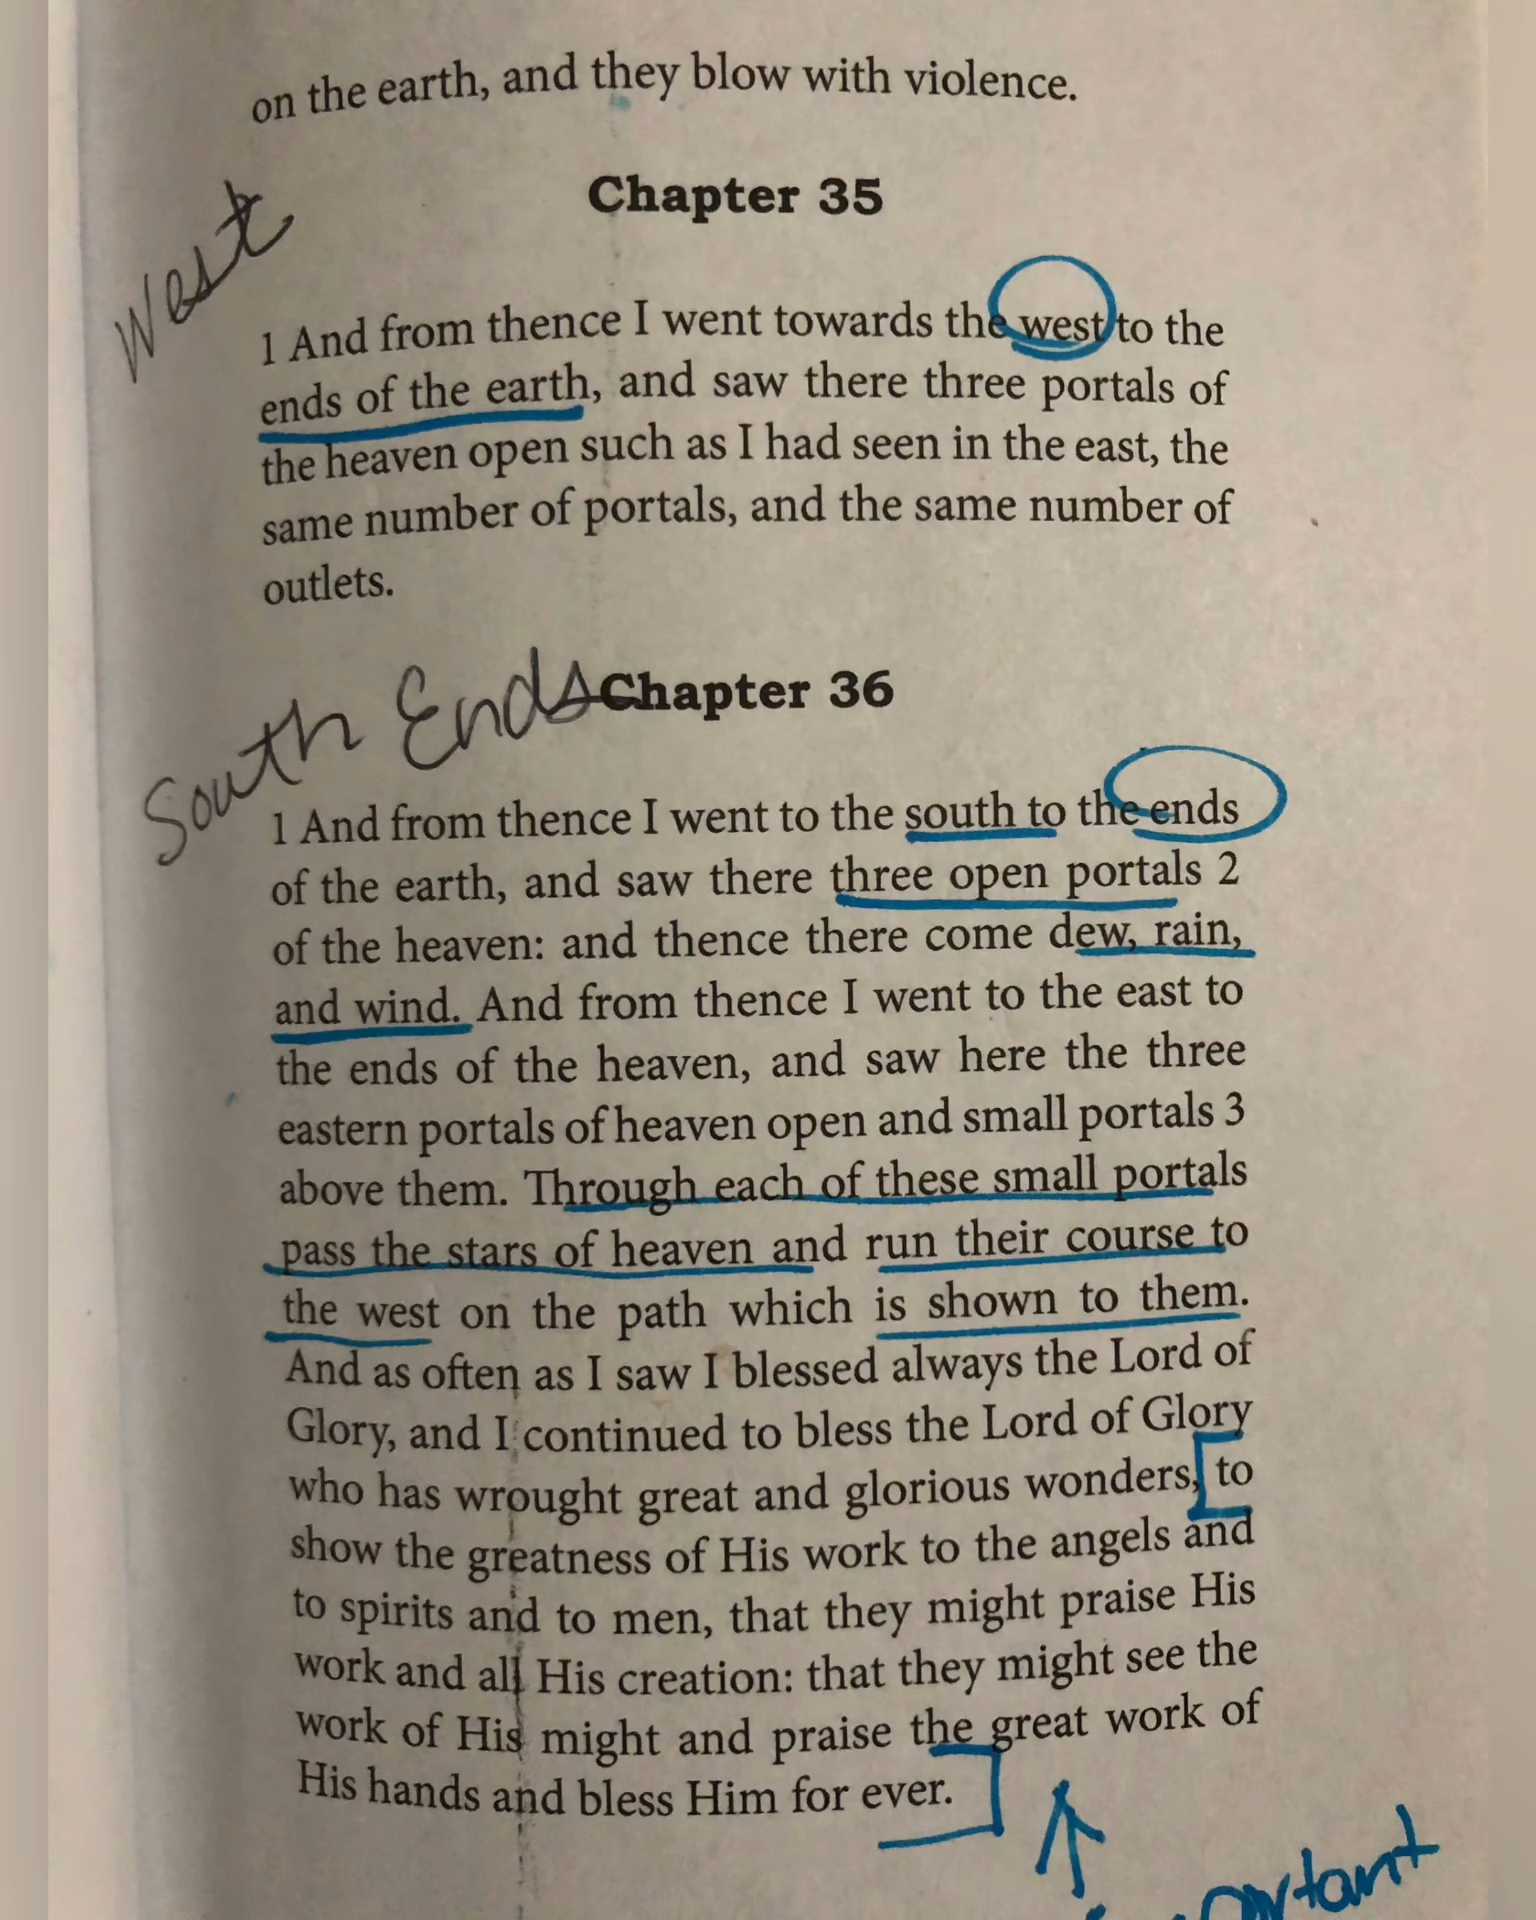 on the earth, and they blow with violence.
Chapter 35
West
1 And from thence I went towards the west to the
ends of the earth, and saw there three portals of
the heaven open such as I had seen in the east, the
same number of portals, and the same number of
outlets.
South Ends
Chapter 36
1 And from thence I went to the south to the ends
of the earth, and saw there three open portals 2
of the heaven: and thence there come dew, rain,
and wind. And from thence I went to the east to
the ends of the heaven, and saw here the three
eastern portals of heaven open and small portals 3
above them. Through each of these small portals
pass the stars of heaven and run their course to
the west on the path which is shown to them.
And as often as I saw I blessed always the Lord of
Glory, and I continued to bless the Lord of Glory
who has wrought great and glorious wonders, to
show the greatness of His work to the angels and
to spirits and to men, that they might praise His
work and all His creation: that they might see the
work of His might and praise the great work of
His hands and bless Him for ever.